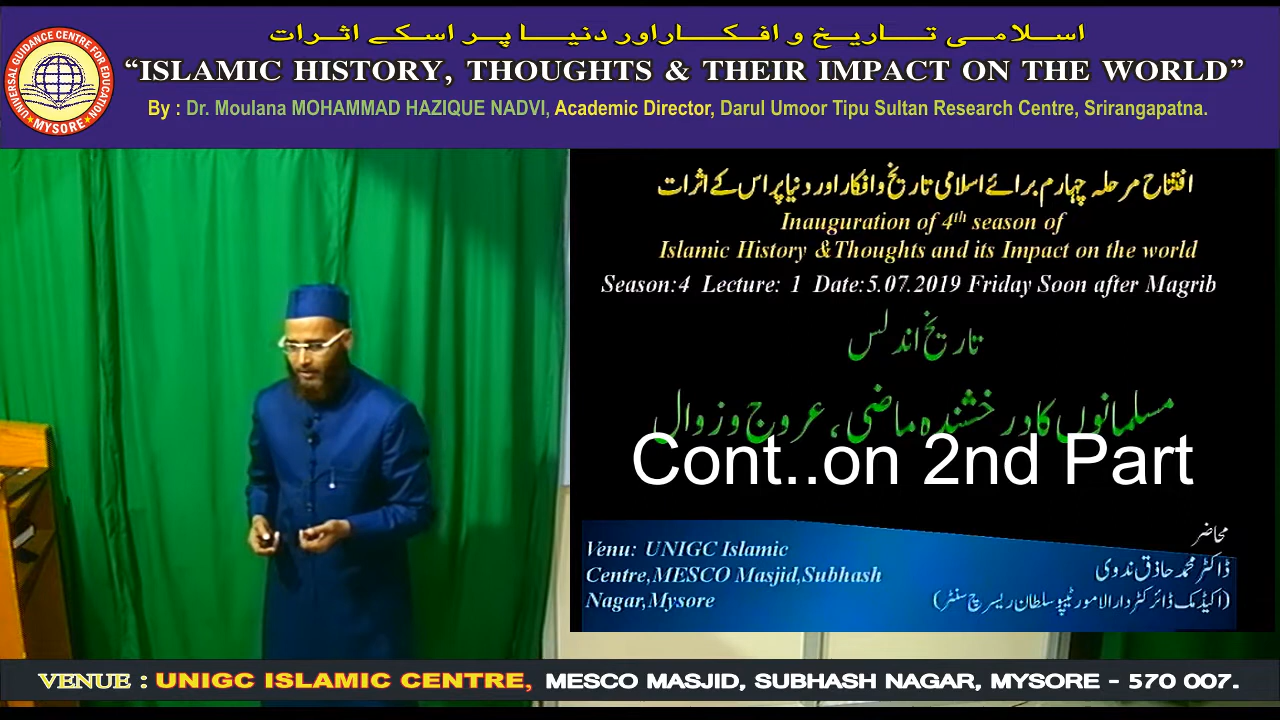 اسلامی تاریخ و افکار اور دنیا پر اسکے اثرات
“ISLAMIC HISTORY, THOUGHTS & THEIR IMPACT ON THE WORLD”
By : Dr. Moulana MOHAMMAD HAZIQUE NADVI, Academic Director, Darul Umoor Tipu Sultan Research Centre, Srirangapatna.
UNIVERSAL GUIDANCE CENTRE FOR EDUCATION
MYSORE
افتتاح مرحلہ چہارم برائے اسلامی تاریخ وافکار اور دنیا پر اس کے اثرات
Inauguration of 4th season of
Islamic History &Thoughts and its Impact on the world
Season:4 Lecture: 1 Date:5.07.2019 Friday Soon after Magrib
تاریخ اندلس
مسلمانوں کا درخشندہ ماضی، عروج و زوال
Cont..on 2nd Part
Venu: UNIGC Islamic
Centre,MESCO Masjid,Subhash
Nagar,Mysore
محاضر
ڈاکٹر محمد حاذق ندوی
(اکیڈمک ڈائرکٹر دارالامور ٹیپو سلطان ریسرچ سنٹر)
VENUE : UNIGC ISLAMIC CENTRE, MESCO MASJID, SUBHASH NAGAR, MYSORE - 570 007.